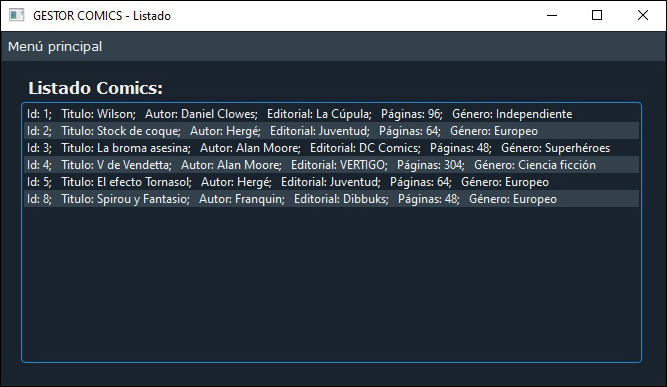 GESTOR COMICS - Listado
Menú principal
Listado Comics:
Id: 1;   Titulo: Wilson;   Autor: Daniel Clowes;   Editorial: La Cúpula;   Páginas: 96;   Género: Independiente
Id: 2;   Titulo: Stock de coque;   Autor: Hergé;   Editorial: Juventud;   Páginas: 64;   Género: Europeo
Id: 3;   Titulo: La broma asesina;   Autor: Alan Moore;   Editorial: DC Comics;   Páginas: 48;   Género: Superhéroes
Id: 4;   Titulo: V de Vendetta;   Autor: Alan Moore;   Editorial: VERTIGO;   Páginas: 304;   Género: Ciencia ficción
Id: 5;   Titulo: El efecto Tornasol;   Autor: Hergé;   Editorial: Juventud;   Páginas: 64;   Género: Europeo
Id: 8;   Titulo: Spirou y Fantasio;   Autor: Franquin;   Editorial: Dibbuks;   Páginas: 48;   Género: Europeo